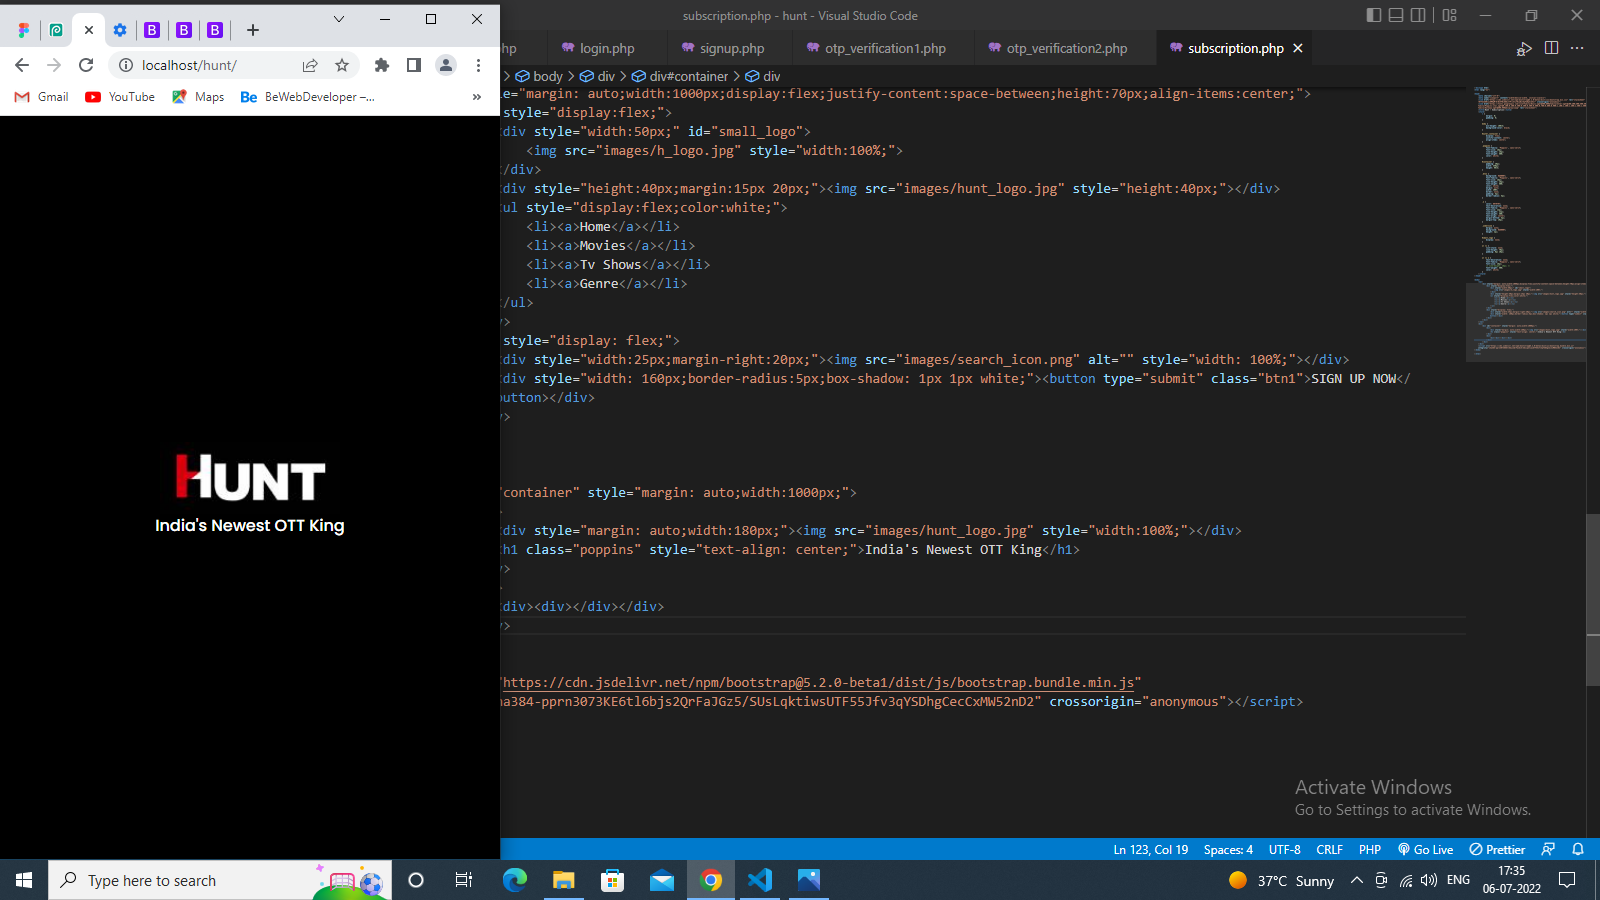 subscription.php - hunt - Visual Studio Code
hp
login.php
signup.php
otp_verification1.php
otp_verification2.php
subscription.php
localhost/hunt/
Gmail
YouTube
Maps
BeWebDeveloper –...
body
div
div#container
div
le="margin: auto;width:1000px;display:flex;justify-content:space-between;height:70px;align-items:center;">
style="display:flex;">
div style="width:50px;" id="small_logo">
<img src="images/h_logo.jpg" style="width:100%;">
/div>
div style="height:40px;margin:15px 20px;"><img src="images/hunt_logo.jpg" style="height:40px;"></div>
ul style="display:flex;color:white;">
<li><a>Home</a></li>
<li><a>Movies</a></li>
<li><a>Tv Shows</a></li>
<li><a>Genre</a></li>
/ul>
>
style="display: flex;">
div style="width:25px;margin-right:20px;"><img src="images/search_icon.png" alt="" style="width: 100%;"></div>
div style="width: 160px;border-radius:5px;box-shadow: 1px 1px white;"><button type="submit" class="btn1">SIGN UP NOW</
button></div>
>
"container" style="margin: auto;width:1000px;">
div style="margin: auto;width:180px;"><img src="images/hunt_logo.jpg" style="width:100%;"></div>
h1 class="poppins" style="text-align: center;">India's Newest OTT King</h1>
>
div><div></div></div>
>
"https://cdn.jsdelivr.net/npm/bootstrap@5.2.0-beta1/dist/js/bootstrap.bundle.min.js"
ha384-pprn3073KE6tl6bjs2QrFaJGz5/SUsLqktiwsUTF55Jfv3qYSDhgCecCxMW52nD2" crossorigin="anonymous"></script>
HUNT
India's Newest OTT King
Activate Windows
Go to Settings to activate Windows.
Ln 123, Col 19
Spaces: 4
UTF-8
CRLF
PHP
Go Live
Prettier
Type here to search
37°C Sunny
ENG
17:35
06-07-2022